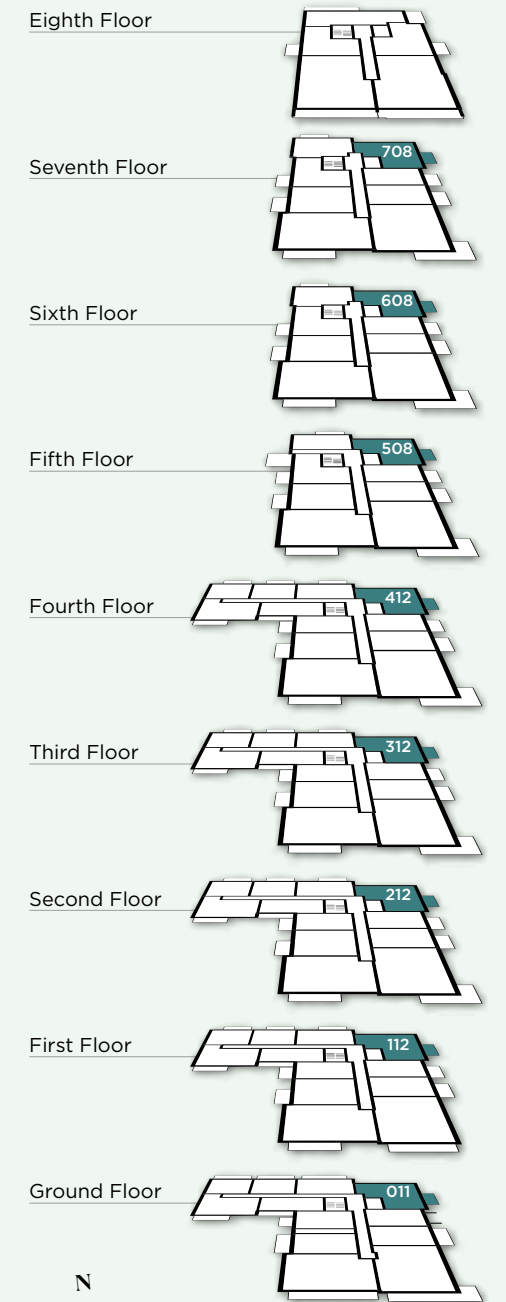 Eighth Floor
708
Seventh Floor
608
Sixth Floor
508
Fifth Floor
412
Fourth Floor
312
Third Floor
212
Second Floor
112
First Floor
011
Ground Floor
N